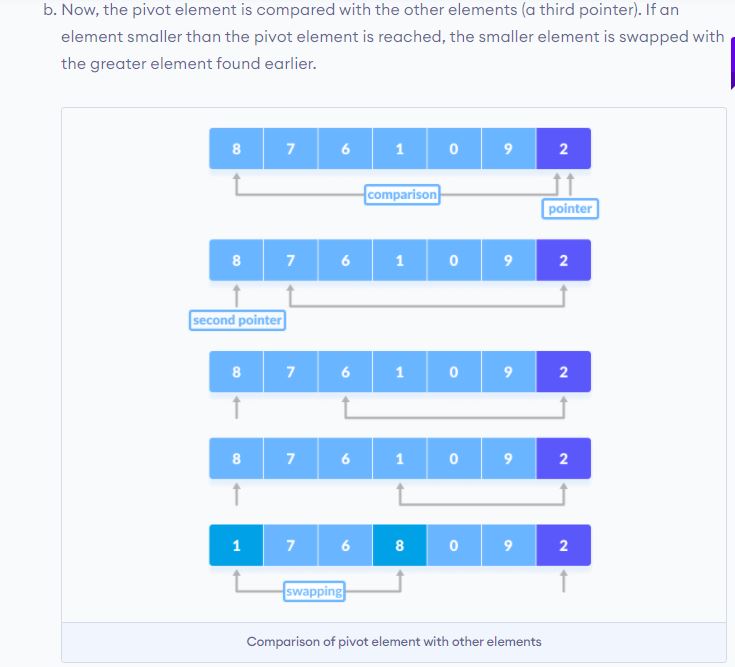 b. Now, the pivot element is compared with the other elements (a third pointer). If an
element smaller than the pivot element is reached, the smaller element is swapped with
the greater element found earlier.
8 7 6 1 0 9 2
comparison
pointer
8 7 6 1 0 9 2
second pointer
8 7 6 1 0 9 2
8 7 6 1 0 9 2
1 7 6 8 0 9 2
swapping
Comparison of pivot element with other elements